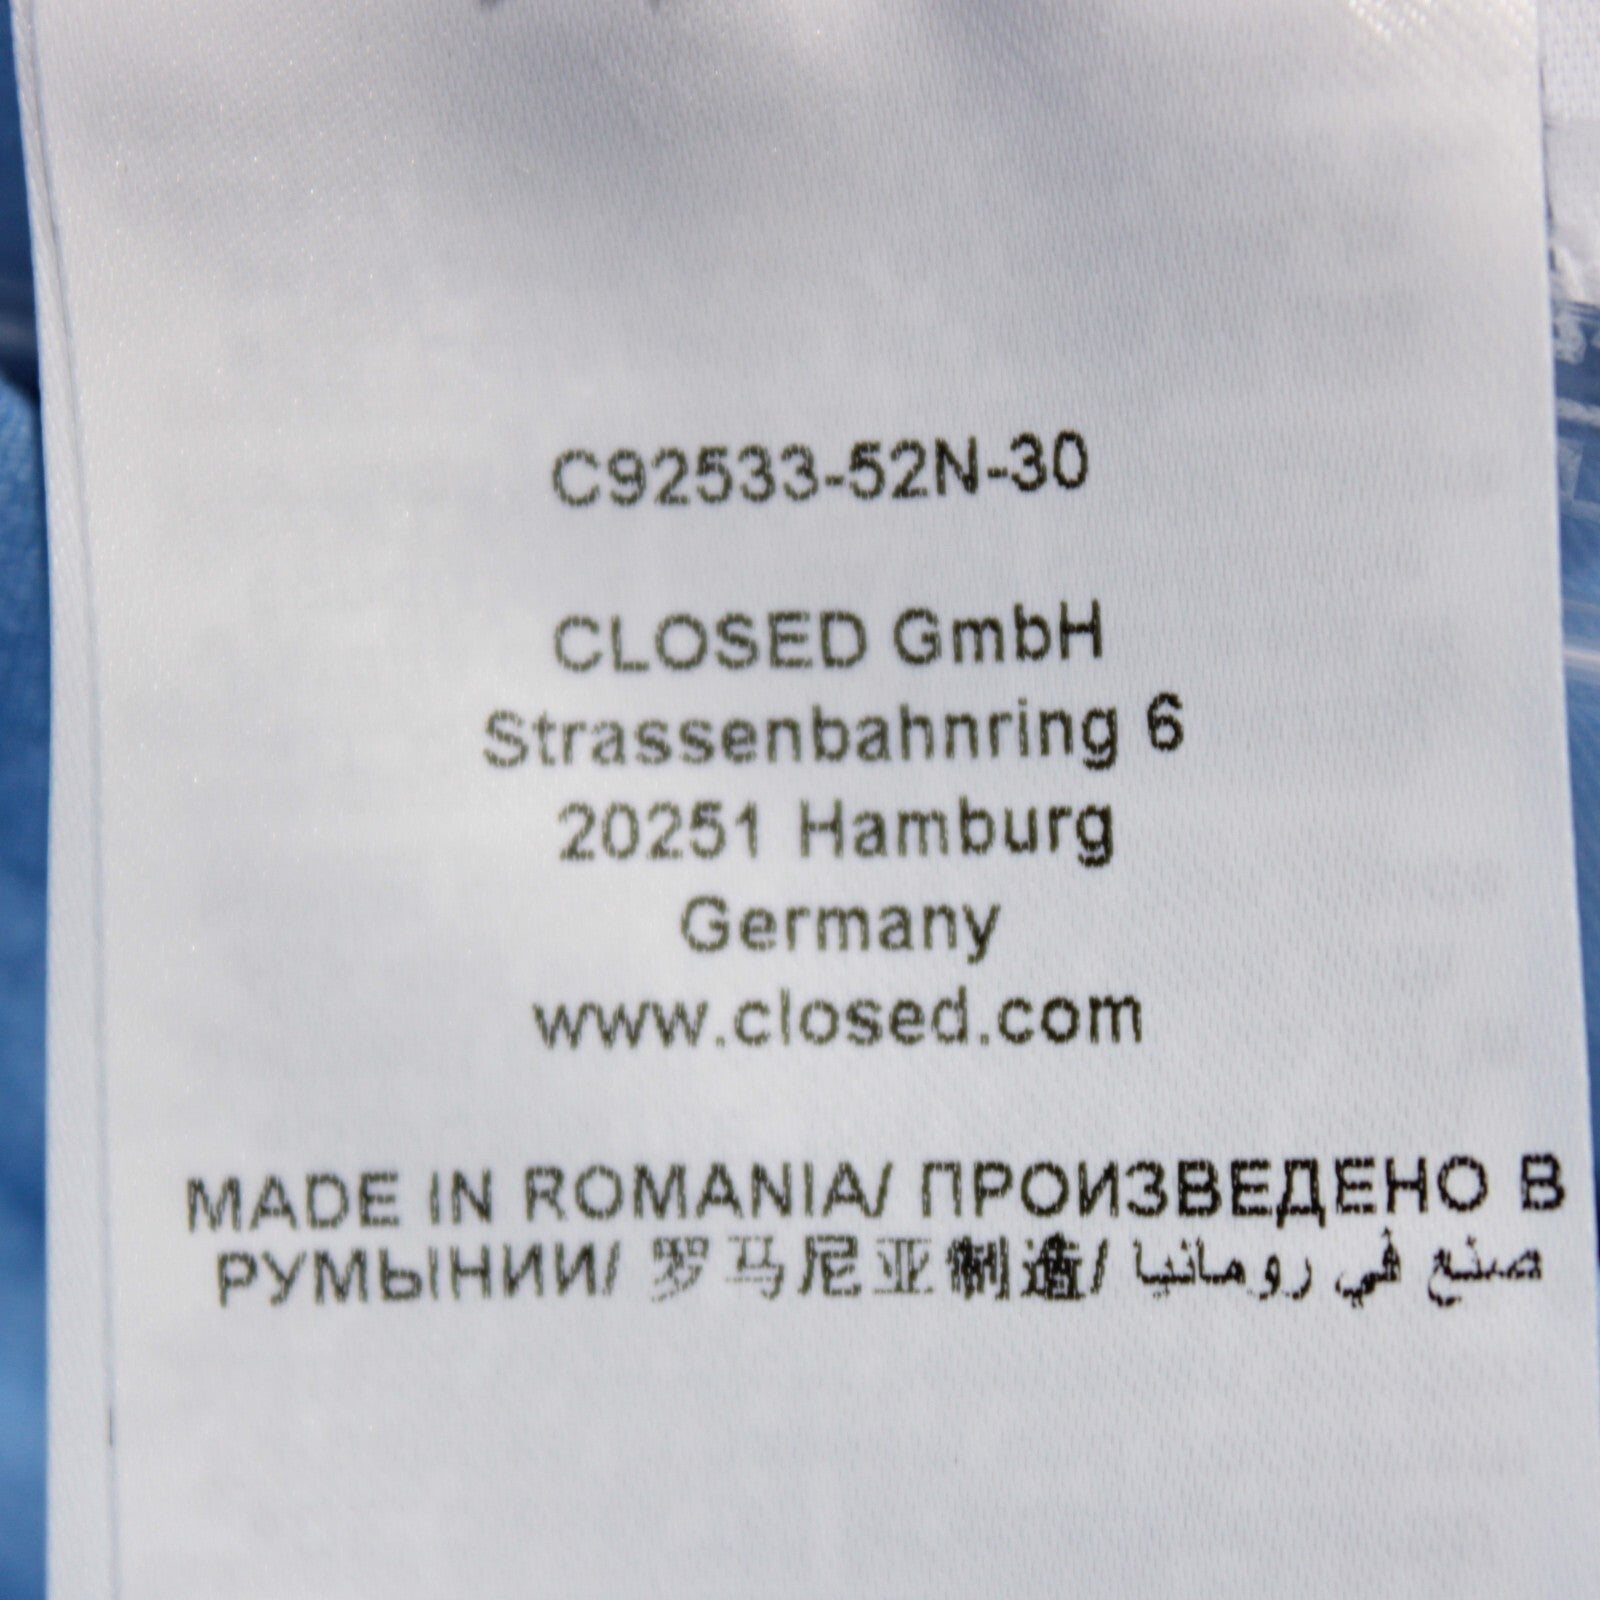 C92533-52N-30
CLOSED GmbH
Strassenbahnring 6
20251 Hamburg
Germany
www.closed.com
MADE IN ROMANIA/ ПРОИЗВЕДЕНО В
РУМЫНИИ/ 罗马尼亚制造/ صنع في رومانيا